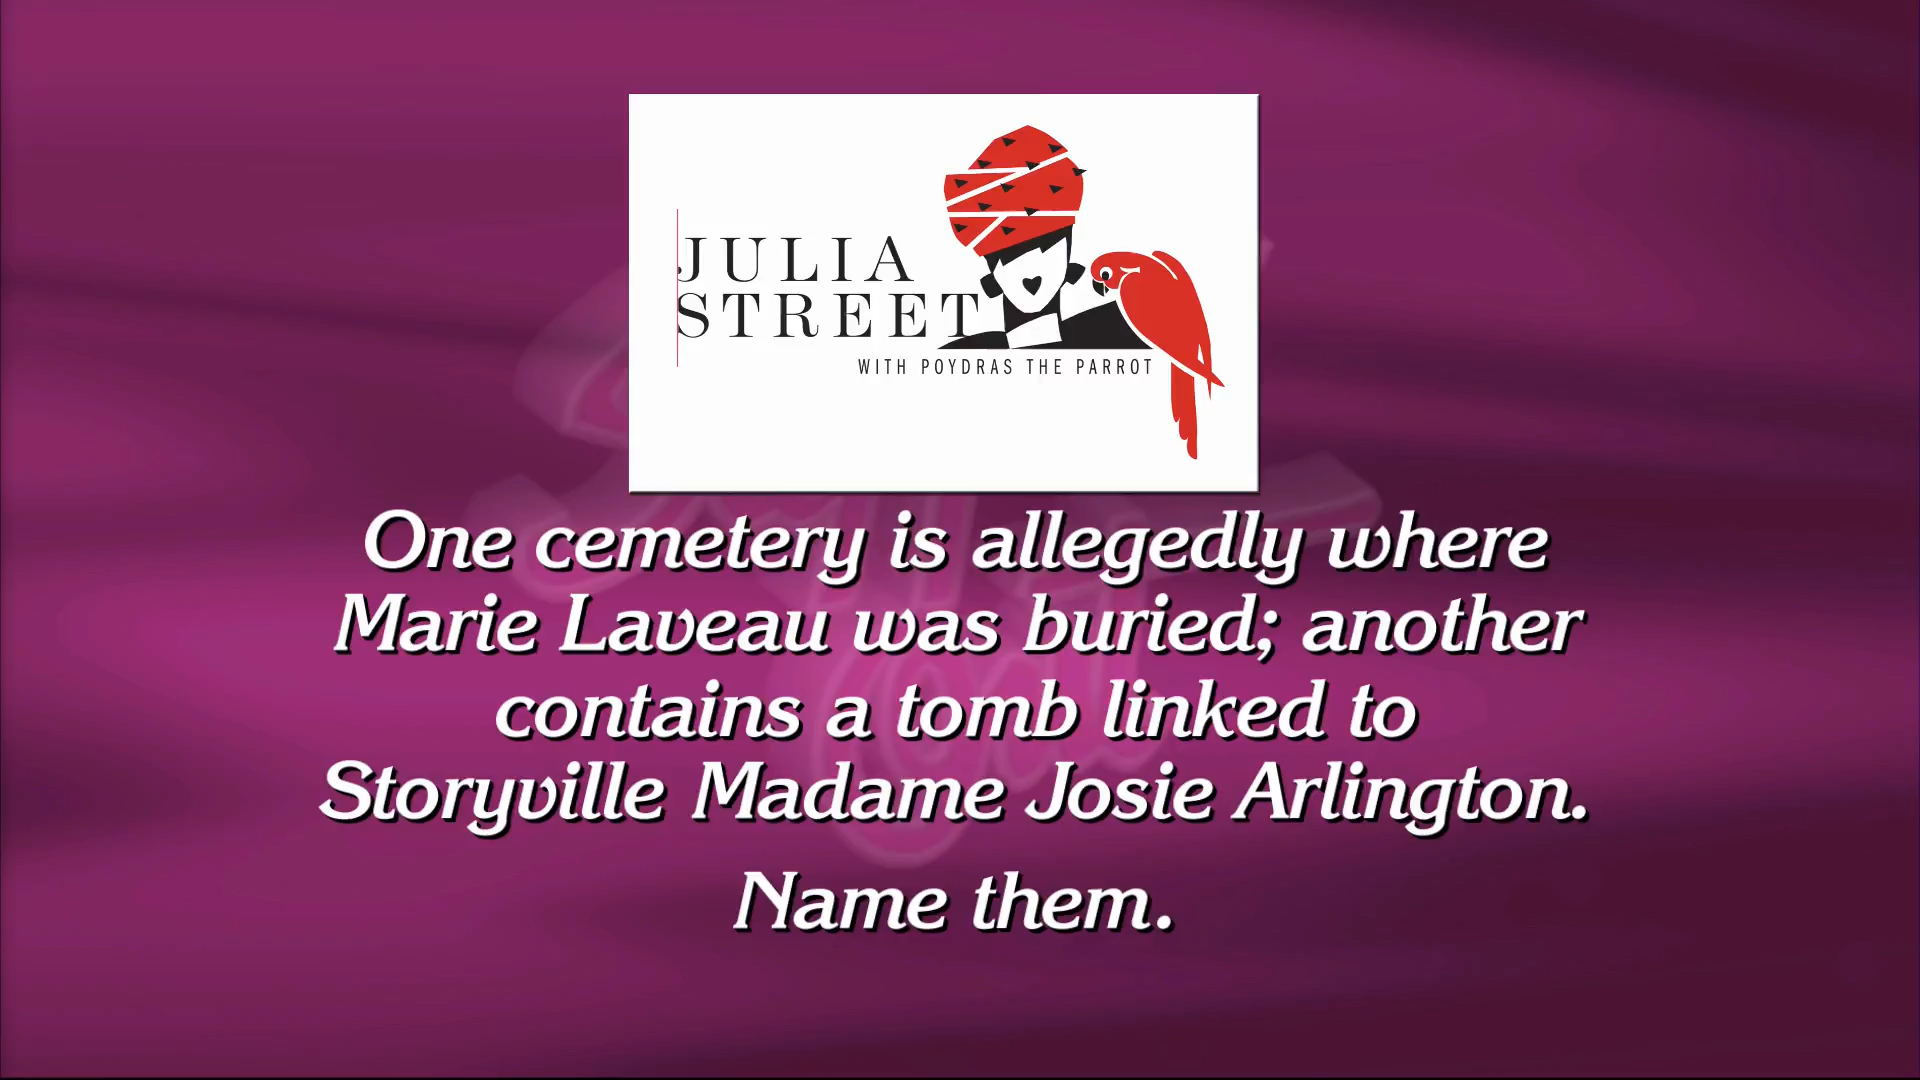 JULIA
STREET
WITH POYDRAS THE PARROT
One cemetery is allegedly where
Marie Laveau was buried; another
contains a tomb linked to
Storyville Madame Josie Arlington.
Name them.